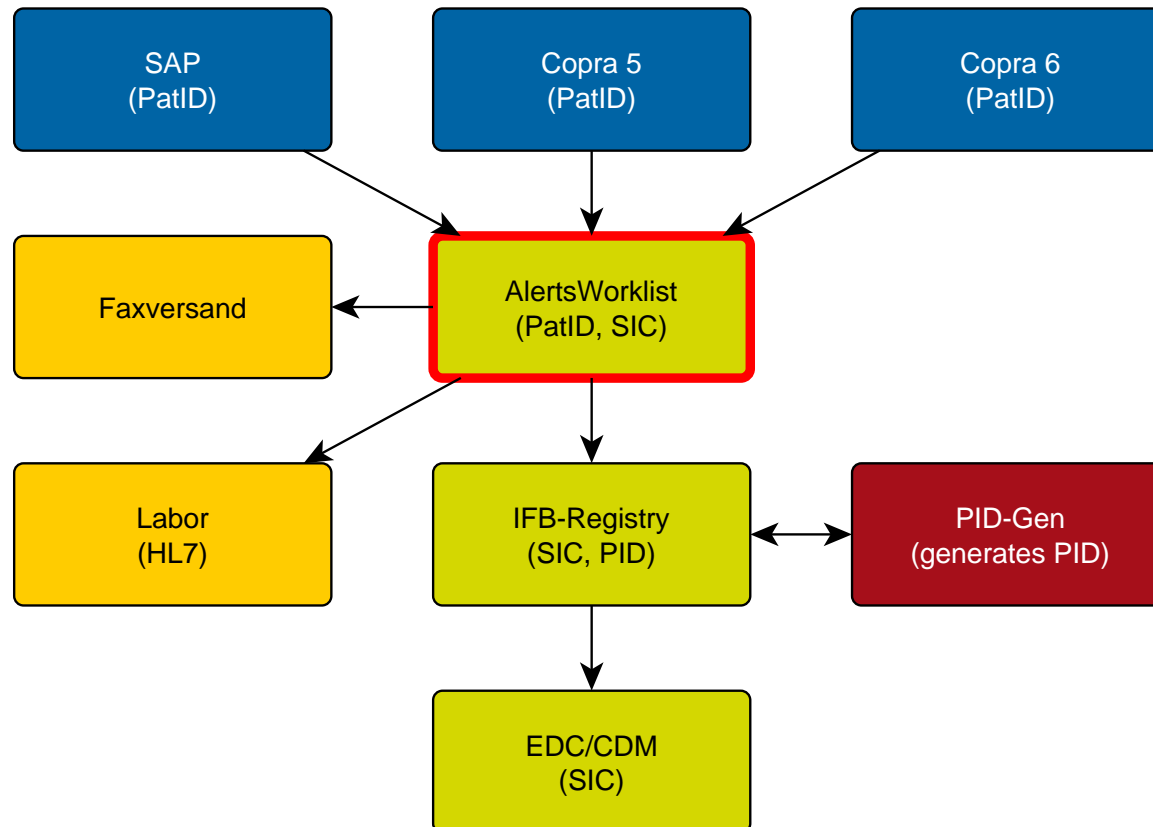 SAP
(PatID)
Copra 5
(PatID)
Copra 6
(PatID)
Faxversand
AlertsWorklist
(PatID, SIC)
Labor
(HL7)
IFB-Registry
(SIC, PID)
PID-Gen
(generates PID)
EDC/CDM
(SIC)